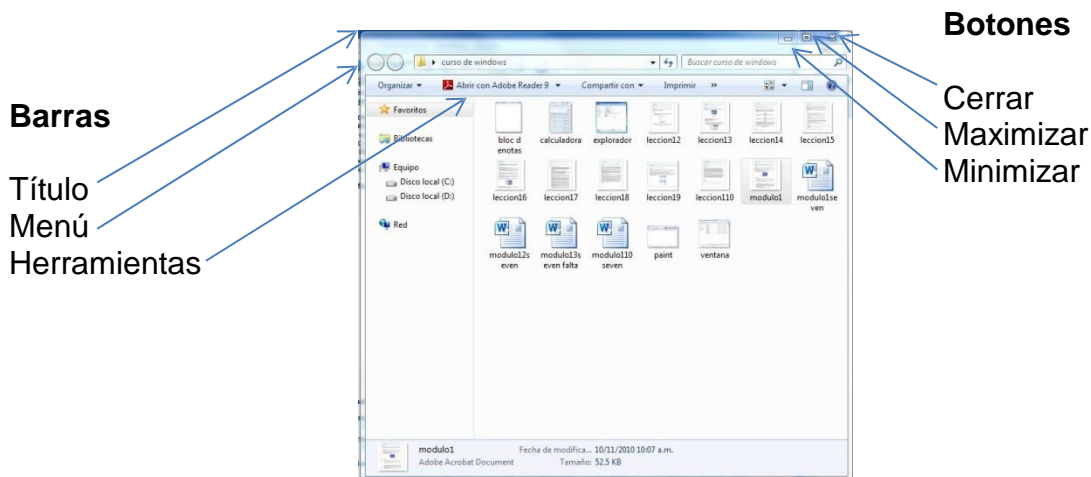 Botones
Cerrar
Maximizar
Minimizar
Barras
Título
Menú
Herramientas
curso de windows
Buscar curso de windows
Organizar
Abrir con Adobe Reader 9
Compartir con
Imprimir
»
Favoritos
Bibliotecas
Equipo
Disco local (C:)
Disco local (D:)
Red
bloc d
enotas
calculadora
explorador
leccion12
leccion13
leccion14
leccion15
leccion16
leccion17
leccion18
leccion19
leccion110
modulo1
modulo1se
ven
modulo12s
even
modulo13s
even falta
modulo110
seven
paint
ventana
modulo1
Fecha de modifica... 10/11/2010 10:07 a.m.
Adobe Acrobat Document
Tamaño: 52.5 KB